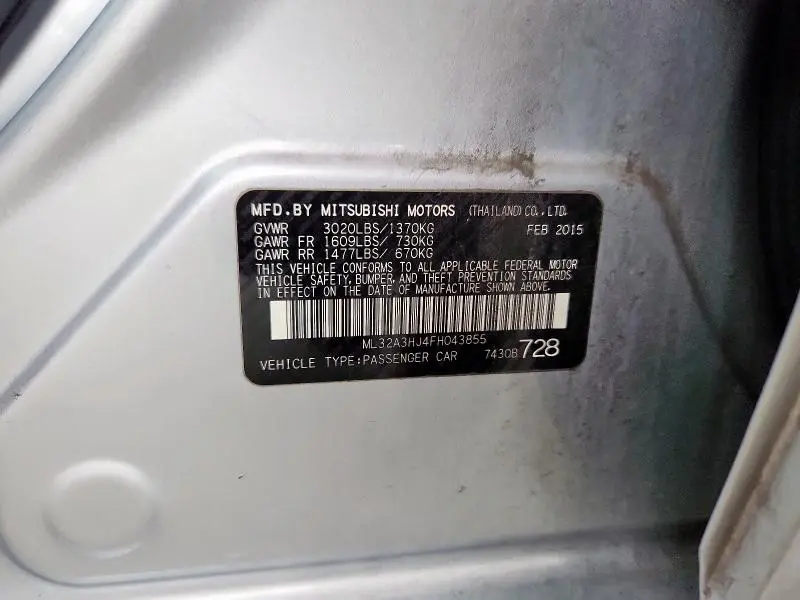 MFD.BY MITSUBISHI MOTORS (THAILAND) CO.,LTD.
GVWR 3020LBS/1370KG FEB 2015
GAWR FR 1609LBS/ 730KG
GAWR RR 1477LBS/ 670KG
THIS VEHICLE CONFORMS TO ALL APPLICABLE FEDERAL MOTOR
VEHICLE SAFETY, BUMPER, AND THEFT PREVENTION STANDARDS
IN EFFECT ON THE DATE OF MANUFACTURE SHOWN ABOVE.
ML32A3HJ4FH043855
VEHICLE TYPE:PASSENGER CAR 7430B 728